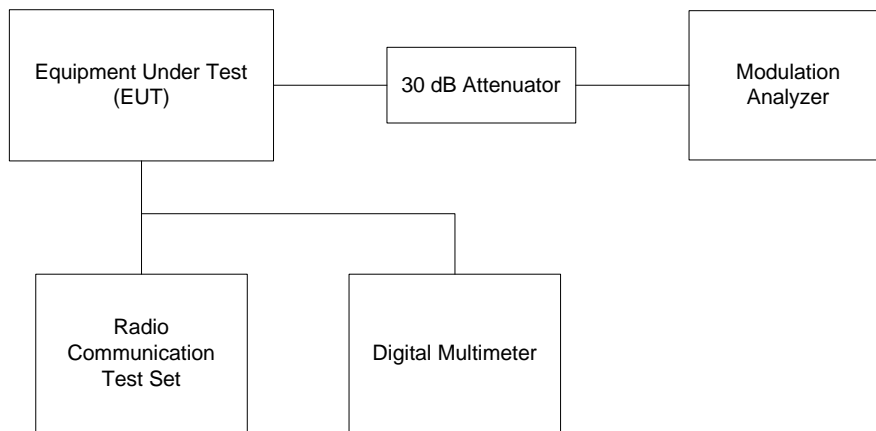 Equipment Under Test
(EUT)
30 dB Attenuator
Modulation
Analyzer
Radio
Communication
Test Set
Digital Multimeter